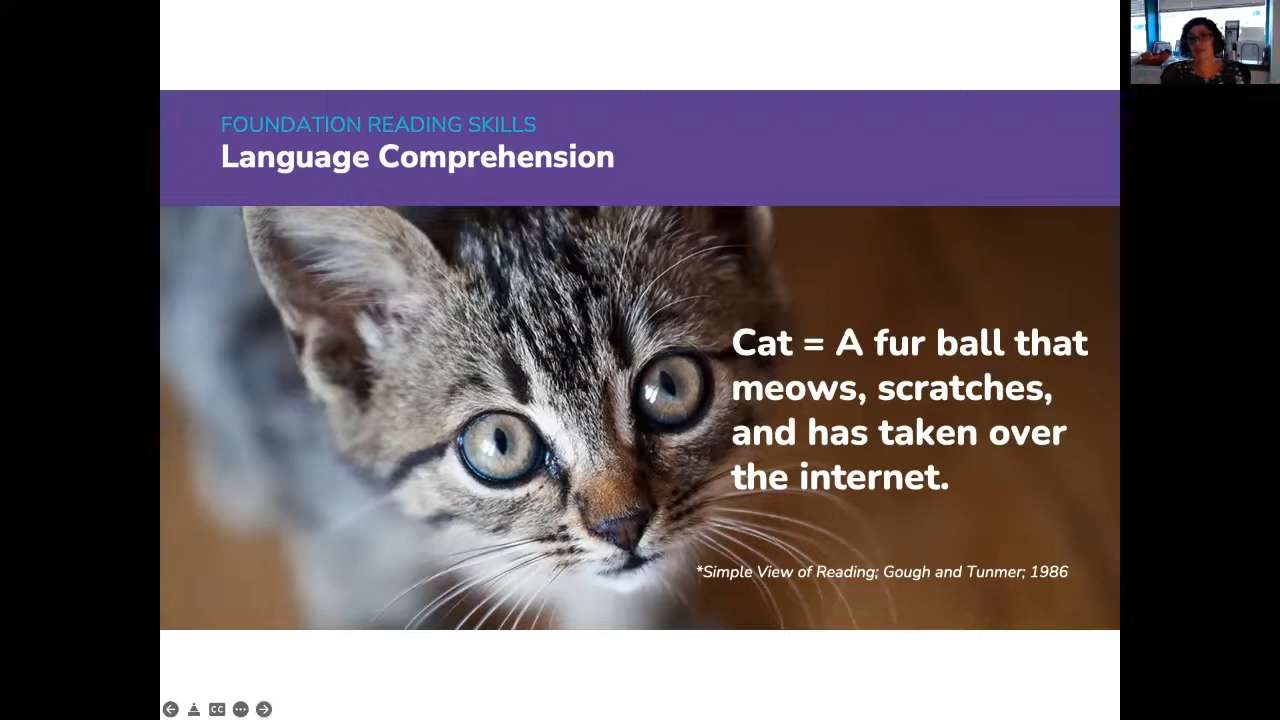 FOUNDATION READING SKILLS
Language Comprehension
Cat = A fur ball that
meows, scratches,
and has taken over
the internet.
*Simple View of Reading; Gough and Tunmer; 1986
CC